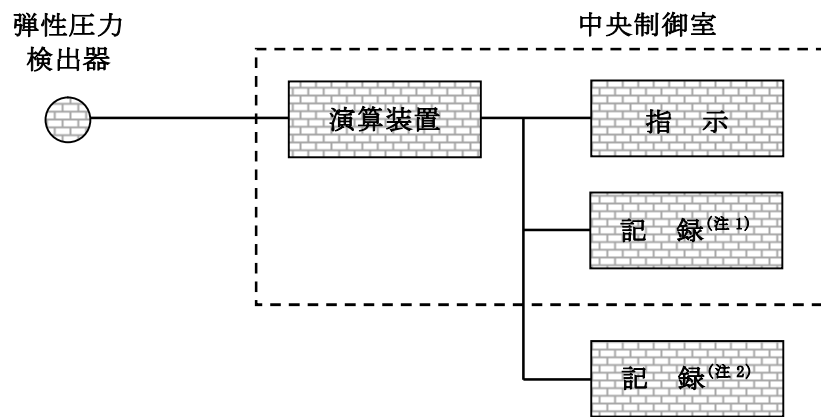 弾性圧力
検出器
中央制御室
演算装置
指 示
記 録(注1)
記 録(注2)